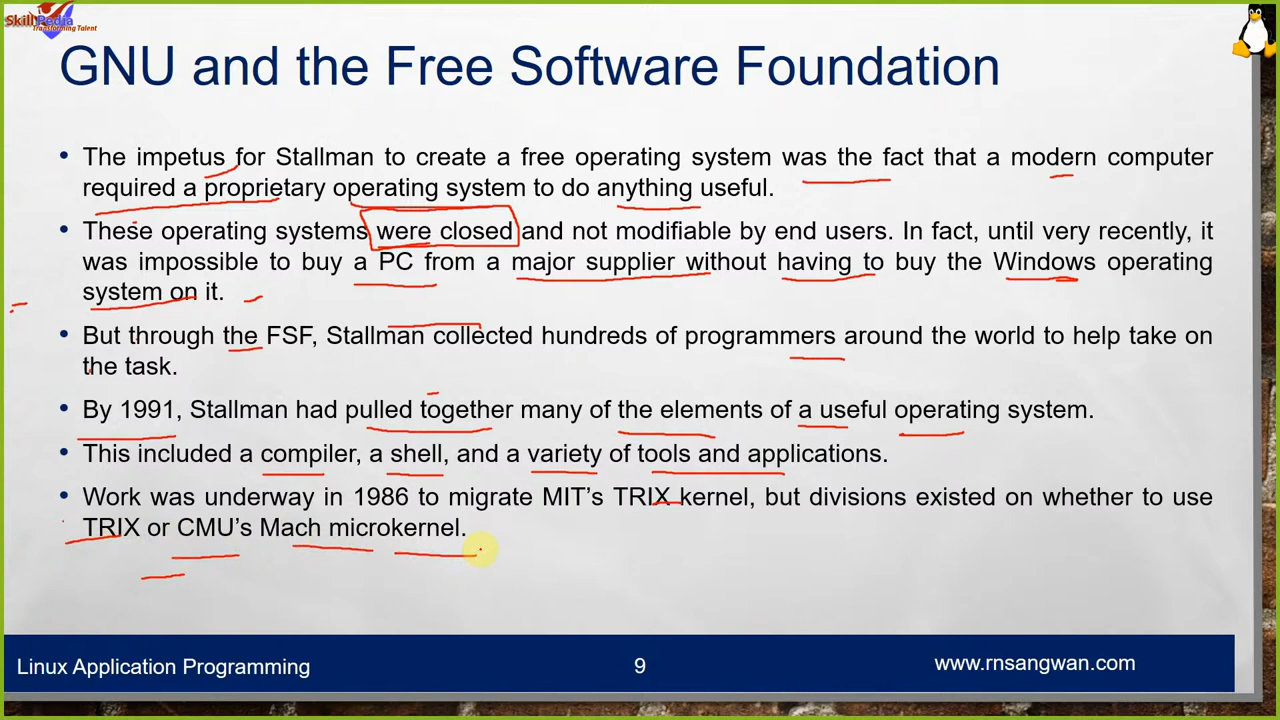 SkillPedia
Transforming Talent
GNU and the Free Software Foundation
• The impetus for Stallman to create a free operating system was the fact that a modern computer
required a proprietary operating system to do anything useful.
• These operating systems were closed and not modifiable by end users. In fact, until very recently, it
was impossible to buy a PC from a major supplier without having to buy the Windows operating
system on it.
• But through the FSF, Stallman collected hundreds of programmers around the world to help take on
the task.
• By 1991, Stallman had pulled together many of the elements of a useful operating system.
• This included a compiler, a shell, and a variety of tools and applications.
• Work was underway in 1986 to migrate MIT’s TRIX kernel, but divisions existed on whether to use
TRIX or CMU’s Mach microkernel.
Linux Application Programming 9 www.rnsangwan.com